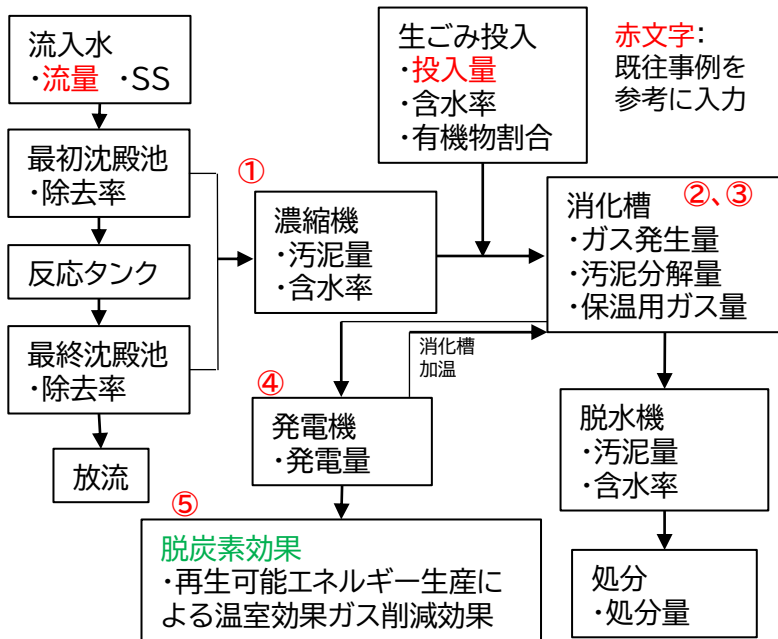 流入水
・流量 ・SS
最初沈殿池
・除去率
反応タンク
最終沈殿池
・除去率
放流
①
濃縮機
・汚泥量
・含水率
生ごみ投入
・投入量
・含水率
・有機物割合
赤文字：
既往事例を
参考に入力
②、③
消化槽
・ガス発生量
・汚泥分解量
・保温用ガス量
消化槽
加温
④
発電機
・発電量
⑤
脱炭素効果
・再生可能エネルギー生産に
よる温室効果ガス削減効果
脱水機
・汚泥量
・含水率
処分
・処分量